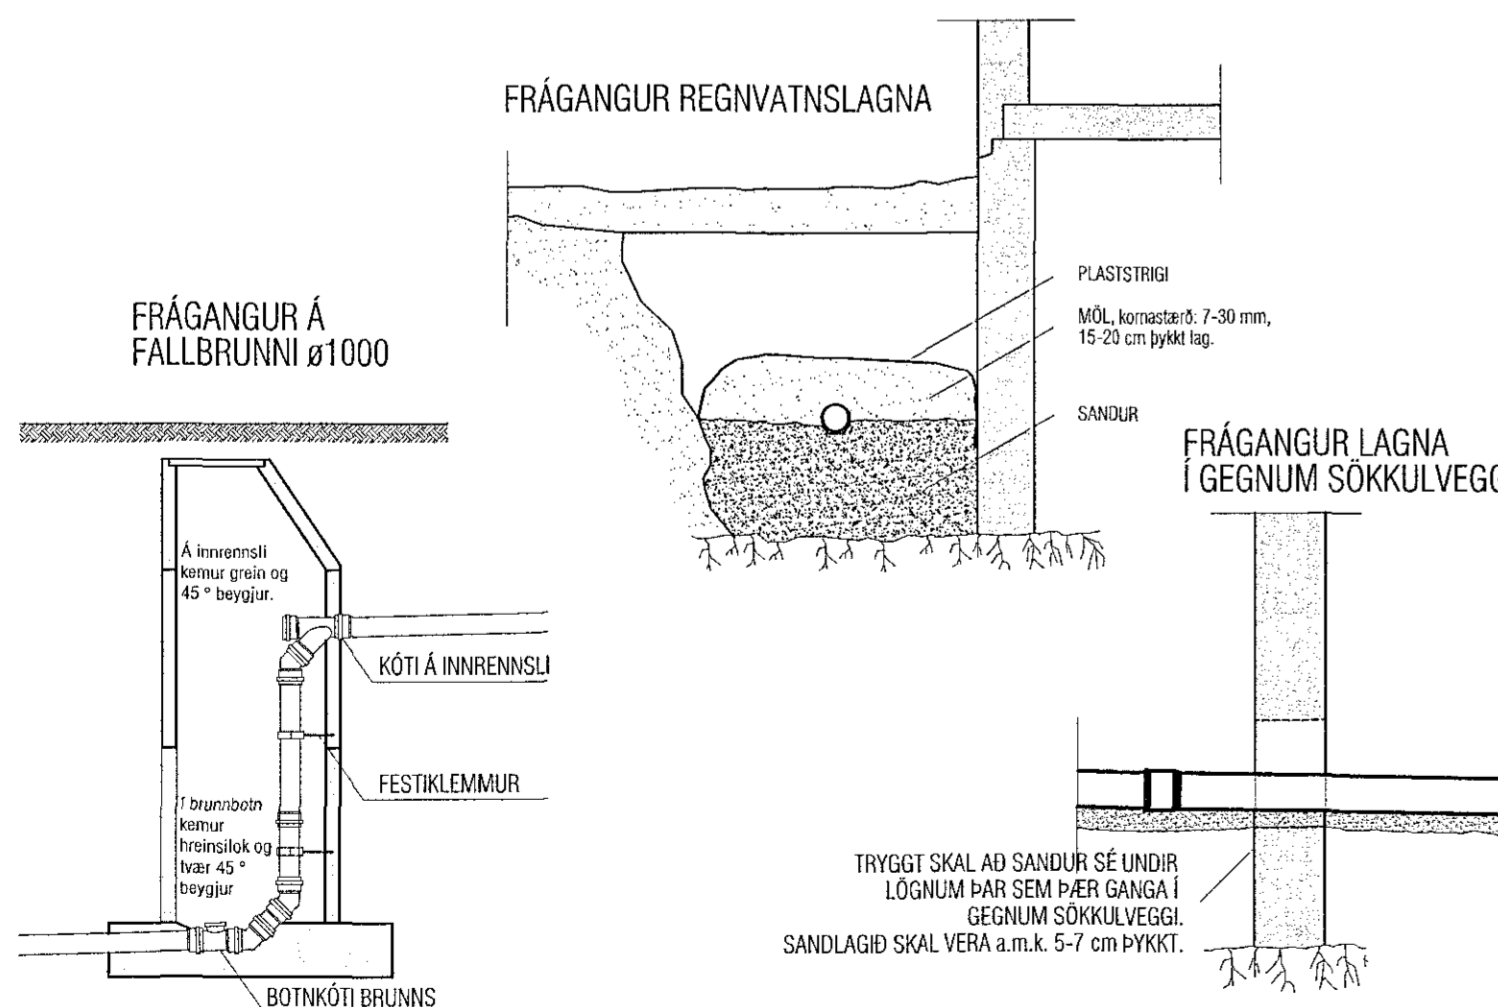 FRÁGANGUR REGNVATNSLAGNA
PLASTSTRIGI
MÖL, kornastærð: 7-30 mm,
15-20 cm þykkt lag.
SANDUR
FRÁGANGUR Á
FALLBRUNNI ø1000
Á innrennsli
kemur grein og
45 ° beygjur.
KÓTI Á INNRENNSLI
FESTIKLEMMUR
Í brunnbotn
kemur
hreinsilok og
tvær 45 °
beygjur
BOTNKÓTI BRUNNS
FRÁGANGUR LAGNA
Í GEGNUM SÖKKULVEGG
TRYGGT SKAL AÐ SANDUR SÉ UNDIR
LÖGNUM ÞAR SEM ÞÆR GANGA Í
GEGNUM SÖKKULVEGGI.
SANDLAGIÐ SKAL VERA a.m.k. 5-7 cm ÞYKKT.